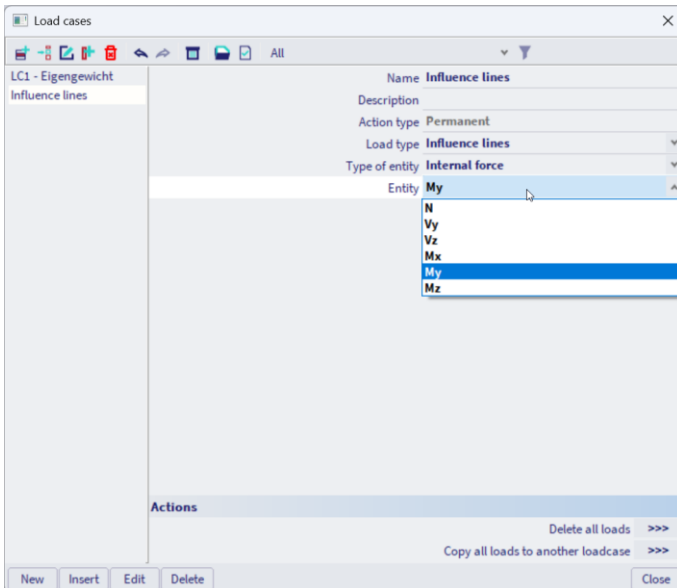 Load cases
All
LC1 - Eigengewicht
Influence lines
Name Influence lines
Description
Action type Permanent
Load type Influence lines
Type of entity Internal force
Entity My
N
Vy
Vz
Mx
My
Mz
Actions
Delete all loads >>>
Copy all loads to another loadcase >>>
New Insert Edit Delete Close